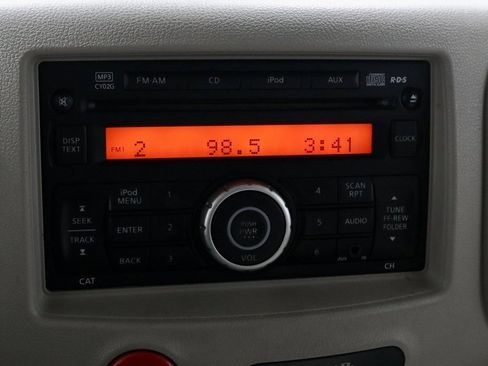 MP3
CY02G
FM·AM
CD
iPod
AUX
R·D·S
DISP
TEXT
FM1 2 98.5 3:41
CLOCK
iPod
MENU
1
4
SCAN
RPT
SEEK
TRACK
ENTER
2
PUSH
PWR
5
AUDIO
TUNE
FF·REW
FOLDER
BACK
3
VOL
6
AUX IN
CAT
CH